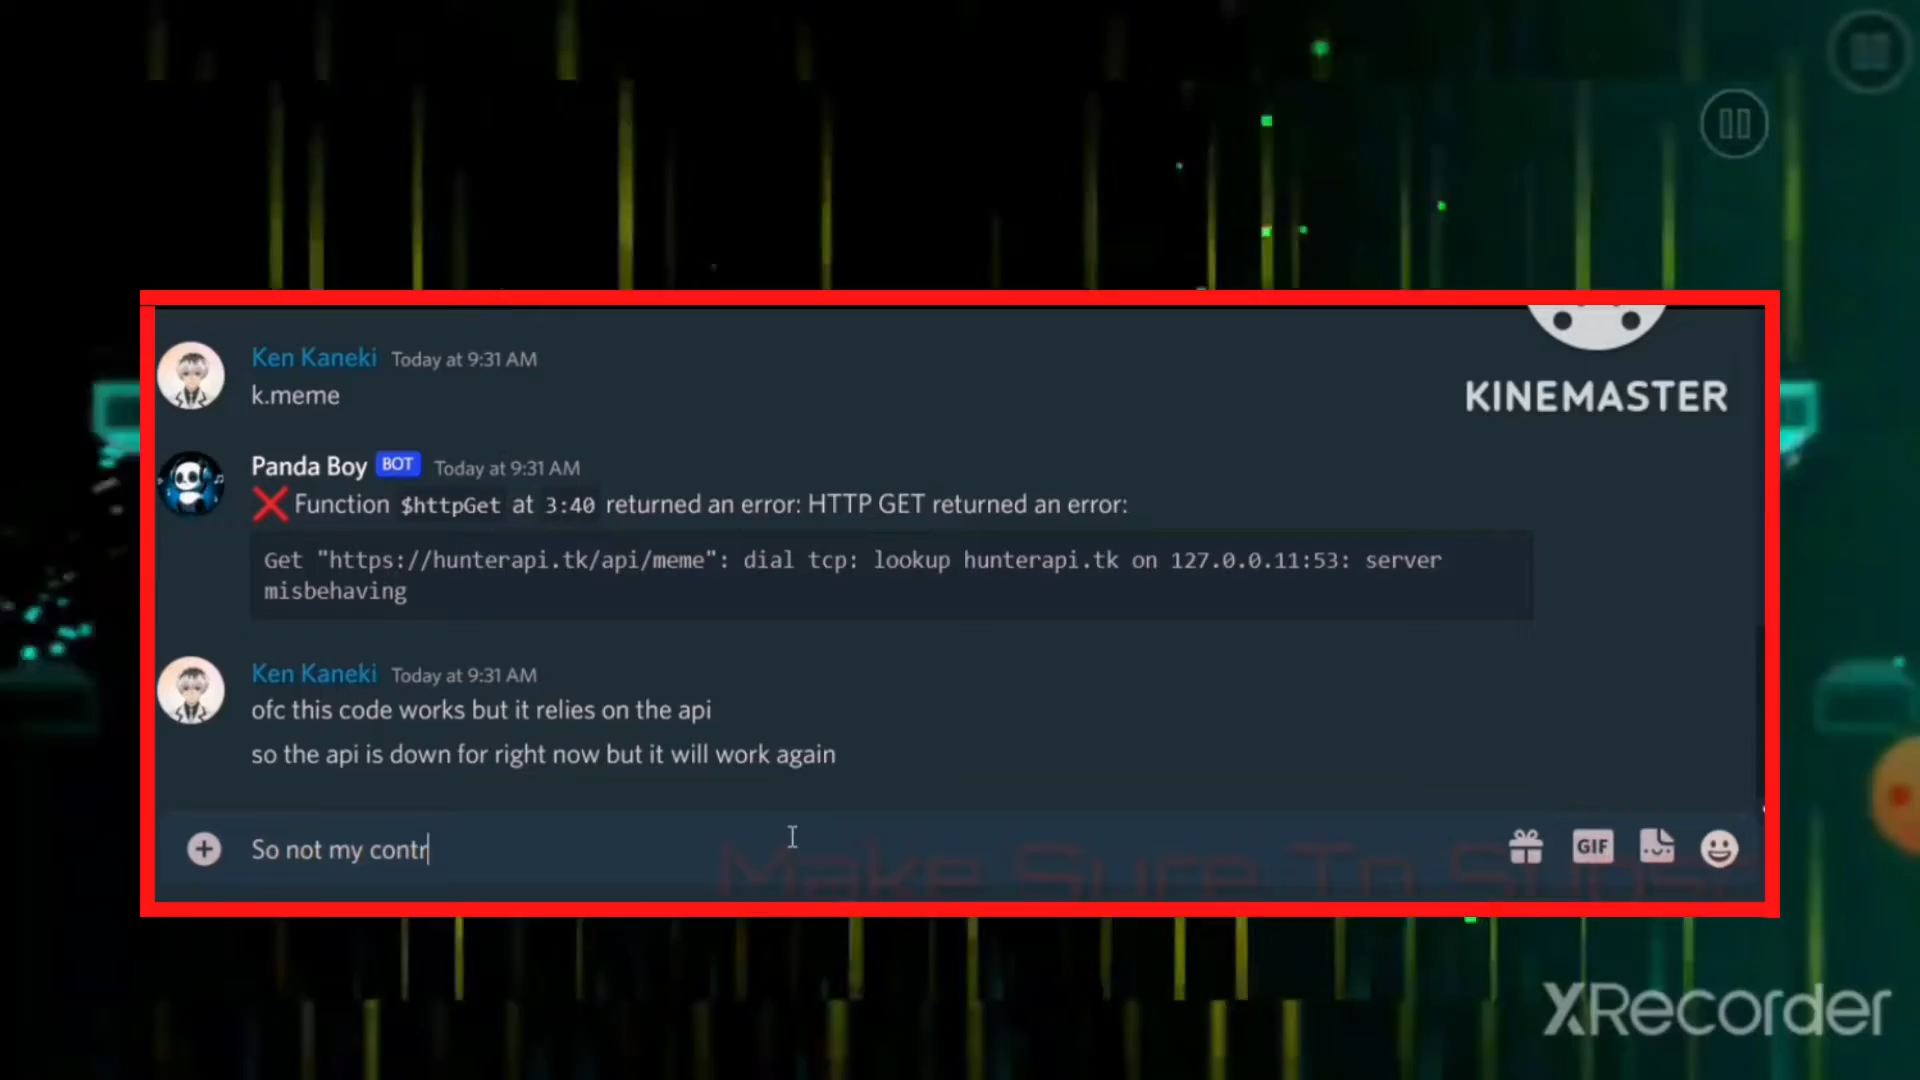 KINEMASTER
Ken Kaneki Today at 9:31 AM
k.meme
Panda Boy BOT Today at 9:31 AM
❌ Function $httpGet at 3:40 returned an error: HTTP GET returned an error:
Get "https://hunterapi.tk/api/meme": dial tcp: lookup hunterapi.tk on 127.0.0.11:53: server
misbehaving
Ken Kaneki Today at 9:31 AM
ofc this code works but it relies on the api
so the api is down for right now but it will work again
So not my contr
GIF
Make Sure To Subs
XRecorder